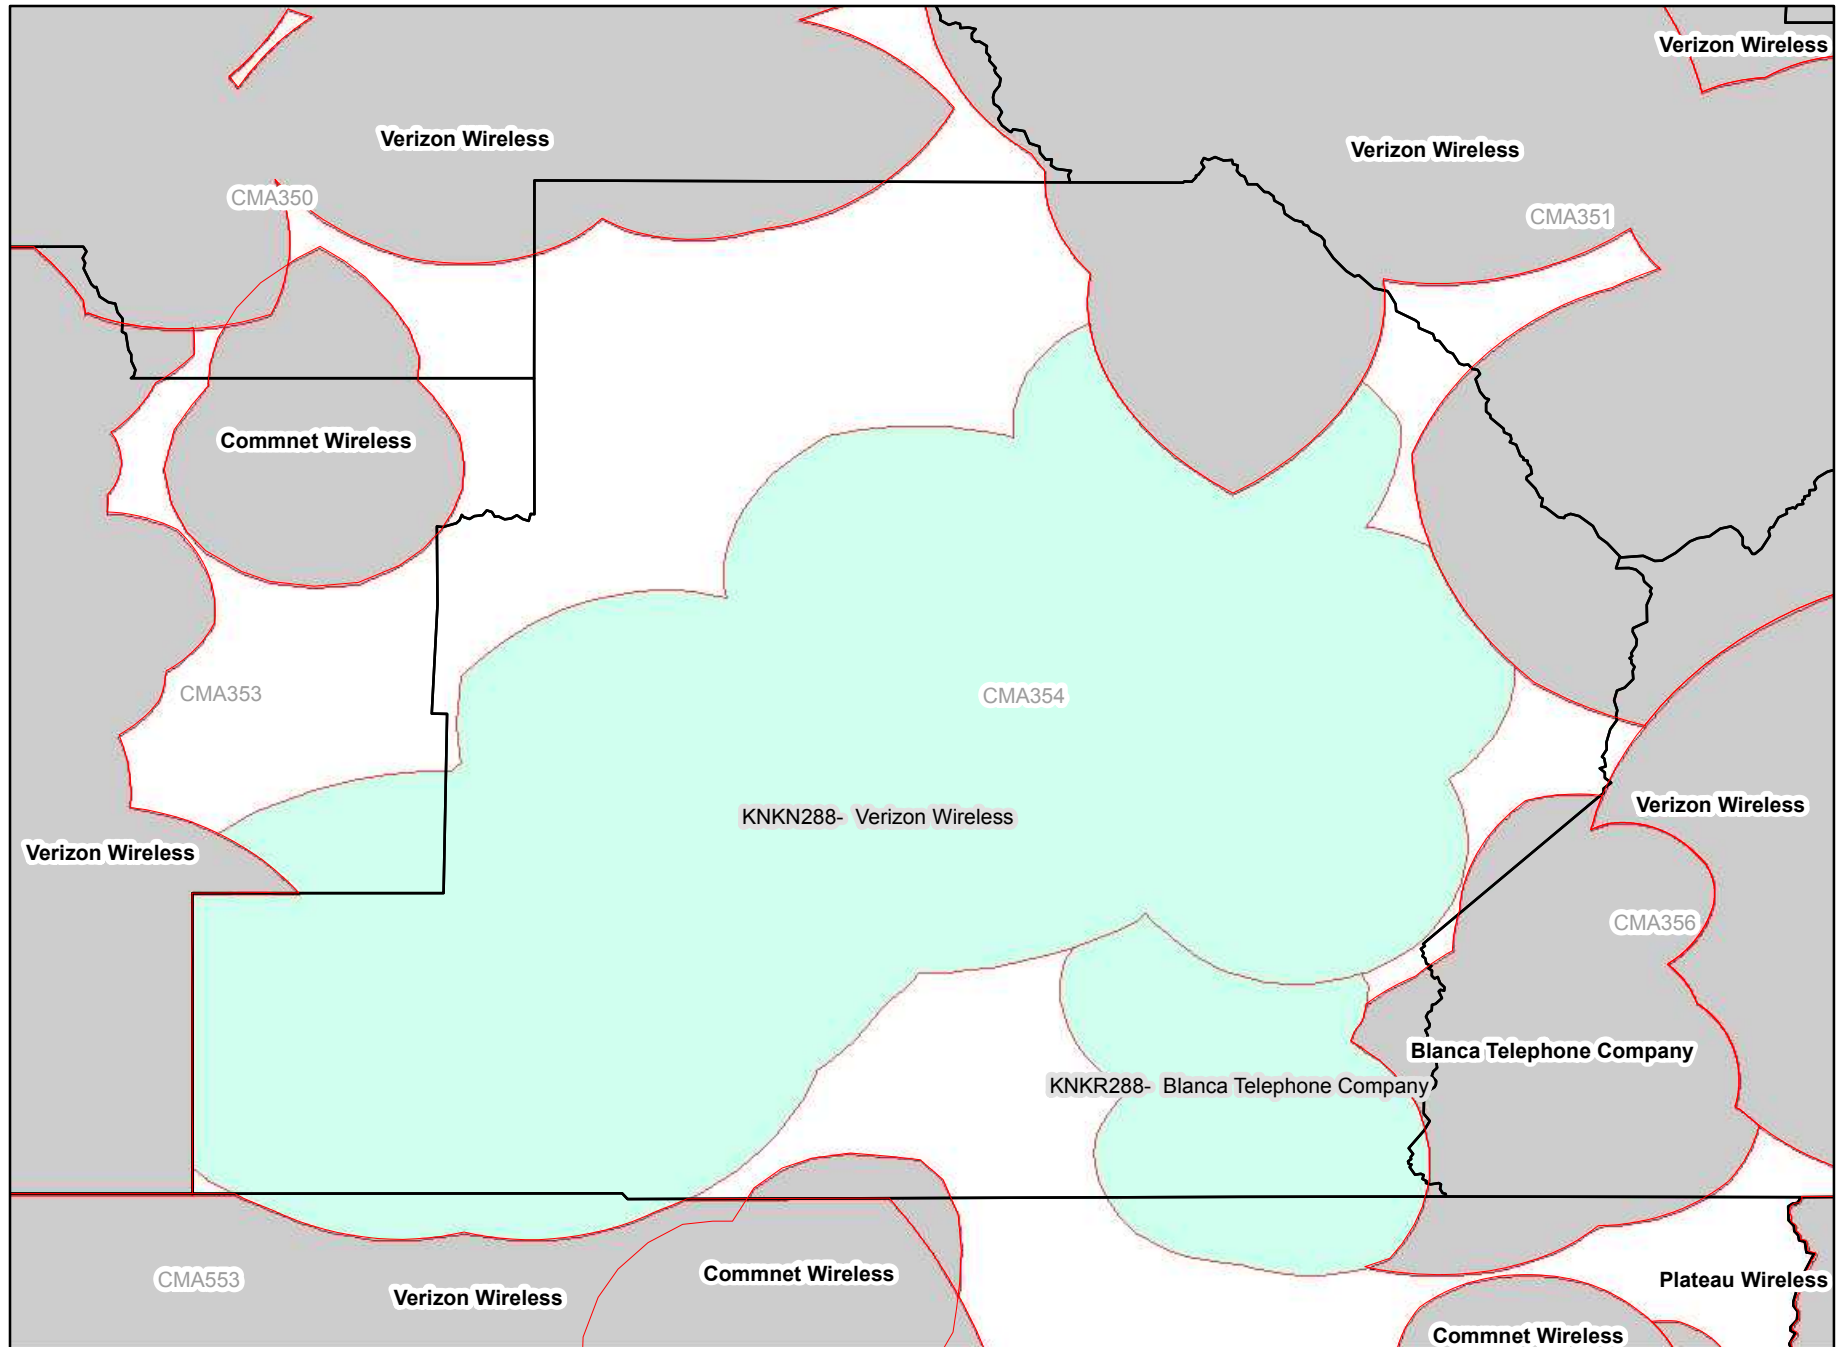 Verizon Wireless
Verizon Wireless
Verizon Wireless
CMA350
CMA351
Commnet Wireless
CMA353
CMA354
KNKN288- Verizon Wireless
Verizon Wireless
Verizon Wireless
CMA356
Blanca Telephone Company
KNKR288- Blanca Telephone Company
CMA553
Verizon Wireless
Commnet Wireless
Plateau Wireless
Commnet Wireless